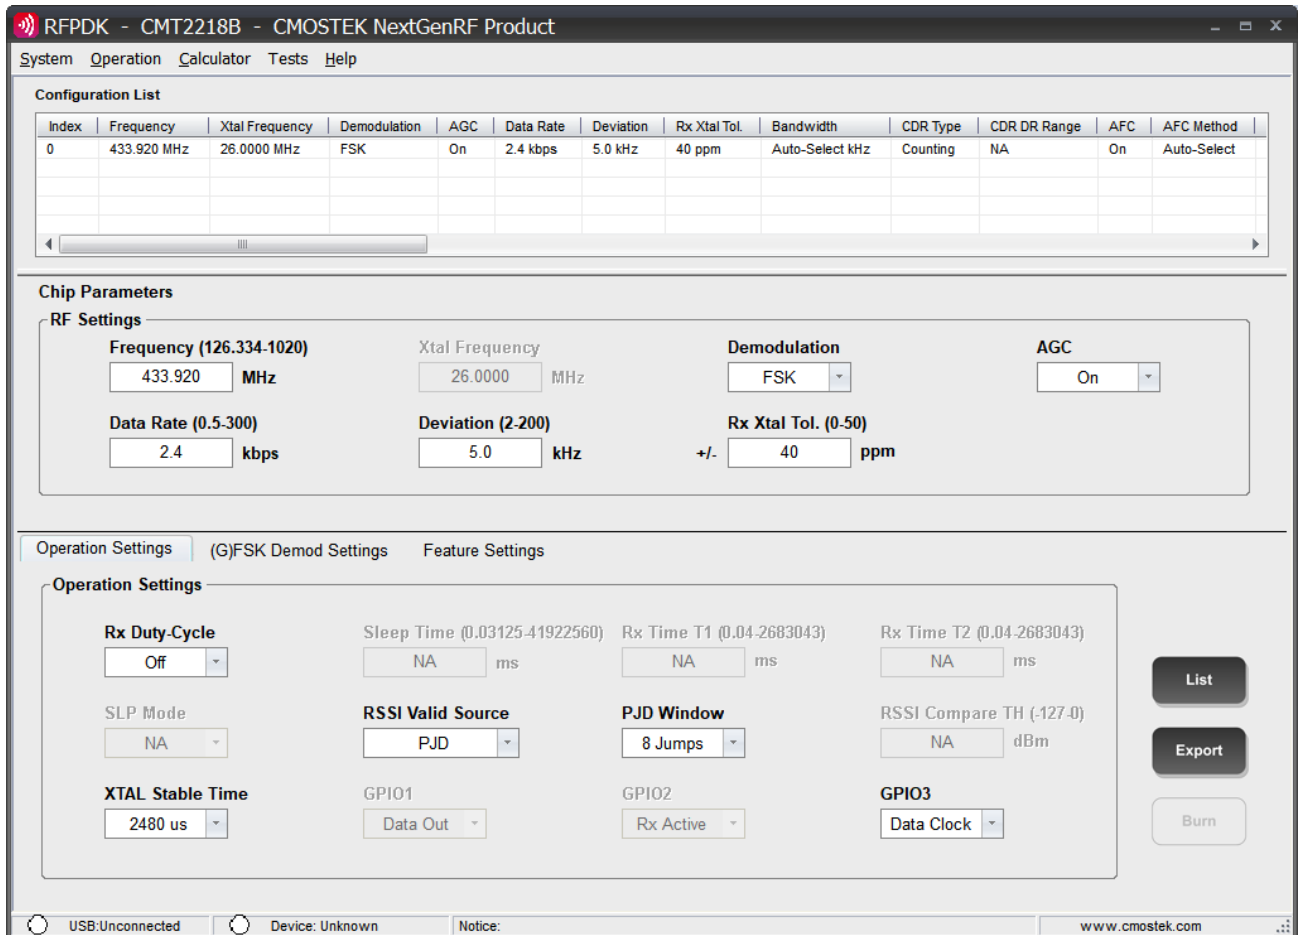 RFPDK - CMT2218B - CMOSTEK NextGenRF Product
System Operation Calculator Tests Help
Configuration List
Index Frequency Xtal Frequency Demodulation AGC Data Rate Deviation Rx Xtal Tol. Bandwidth CDR Type CDR DR Range AFC AFC Method
0 433.920 MHz 26.0000 MHz FSK On 2.4 kbps 5.0 kHz 40 ppm Auto-Select kHz Counting NA On Auto-Select
Chip Parameters
RF Settings
Frequency (126.334-1020) Xtal Frequency Demodulation AGC
433.920 MHz 26.0000 MHz FSK On
Data Rate (0.5-300) Deviation (2-200) Rx Xtal Tol. (0-50)
2.4 kbps 5.0 kHz +/- 40 ppm
Operation Settings (G)FSK Demod Settings Feature Settings
Operation Settings
Rx Duty-Cycle Sleep Time (0.03125-41922560) Rx Time T1 (0.04-2683043) Rx Time T2 (0.04-2683043)
Off NA ms NA ms NA ms
List
SLP Mode RSSI Valid Source PJD Window RSSI Compare TH (-127-0)
NA PJD 8 Jumps NA dBm
Export
XTAL Stable Time GPIO1 GPIO2 GPIO3
2480 us Data Out Rx Active Data Clock
Burn
USB:Unconnected Device: Unknown Notice: www.cmostek.com